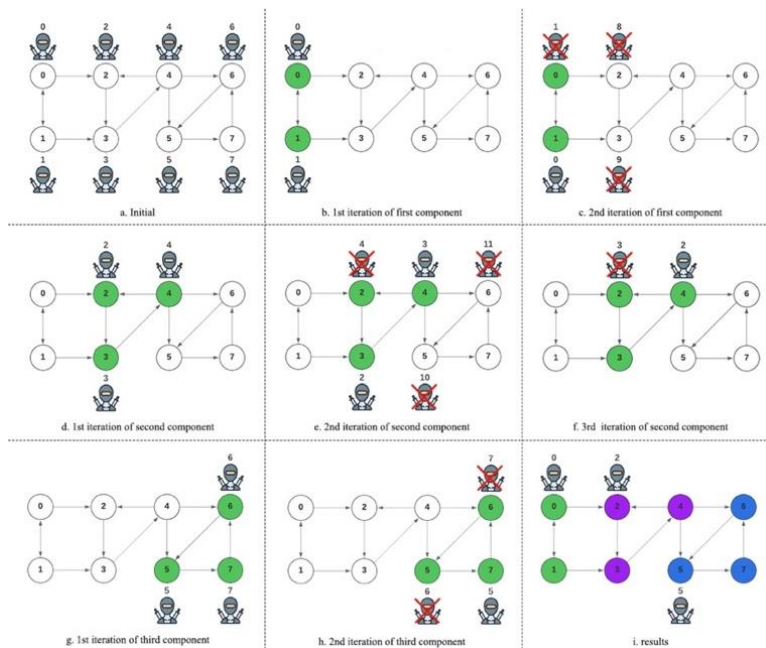 0 2 4 6
0 2 4 6
1 3 5 7
1 3 5 7
a. Initial
0
0 2 4 6
1 3 5 7
1
b. 1st iteration of first component
1 8
0 2 4 6
1 3 5 7
0 9
c. 2nd iteration of first component
2 4
0 2 4 6
1 3 5 7
3
d. 1st iteration of second component
4 3 11
0 2 4 6
1 3 5 7
2 10
e. 2nd iteration of second component
3 2
0 2 4 6
1 3 5 7
f. 3rd iteration of second component
6
0 2 4 6
1 3 5 7
5 7
g. 1st iteration of third component
7
0 2 4 6
1 3 5 7
6 5
h. 2nd iteration of third component
0 2
0 2 4 6
1 3 5 7
5
i. results